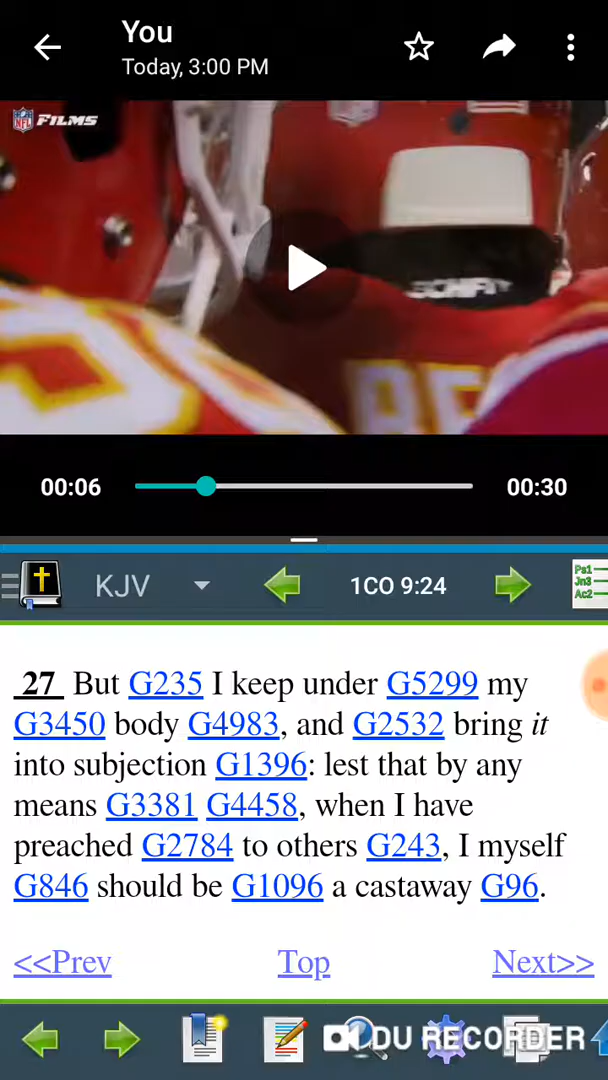 You
Today, 3:00 PM
NFL FILMS
00:06
00:30
KJV
1CO 9:24
Ps1
Jn3
Ac2
27 But G235 I keep under G5299 my
G3450 body G4983, and G2532 bring it
into subjection G1396: lest that by any
means G3381 G4458, when I have
preached G2784 to others G243, I myself
G846 should be G1096 a castaway G96.
<<Prev
Top
Next>>
DU RECORDER